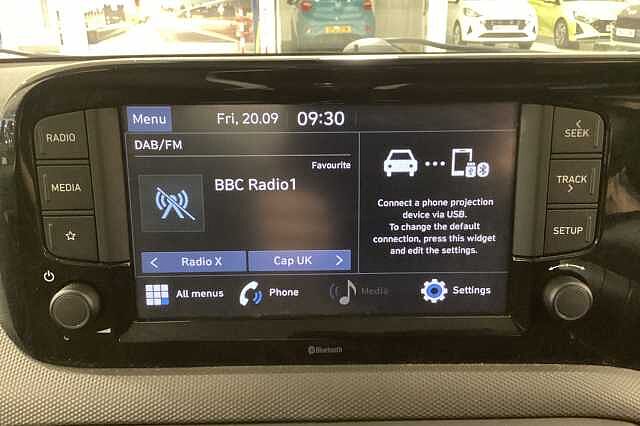 RADIO
MEDIA
Menu
Fri, 20.09
09:30
DAB/FM
Favourite
BBC Radio1
Radio X
Cap UK
Connect a phone projection
device via USB.
To change the default
connection, press this widget
and edit the settings.
All menus
Phone
Media
Settings
SEEK
TRACK
SETUP
Bluetooth